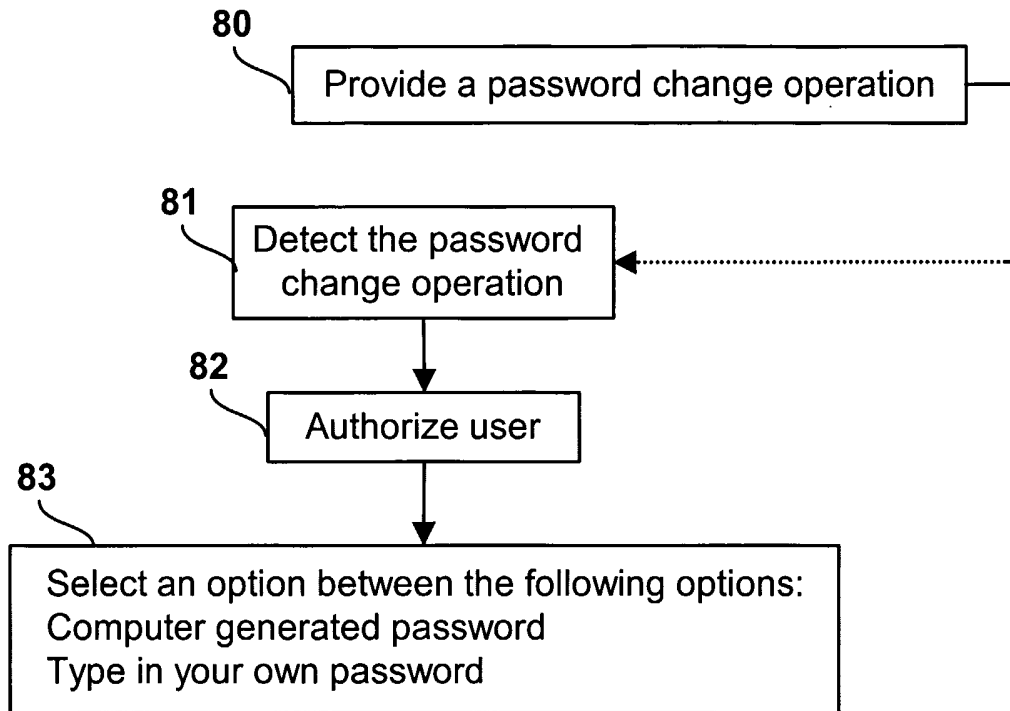 80
Provide a password change operation
81
Detect the password
change operation
82
Authorize user
83
Select an option between the following options:
Computer generated password
Type in your own password